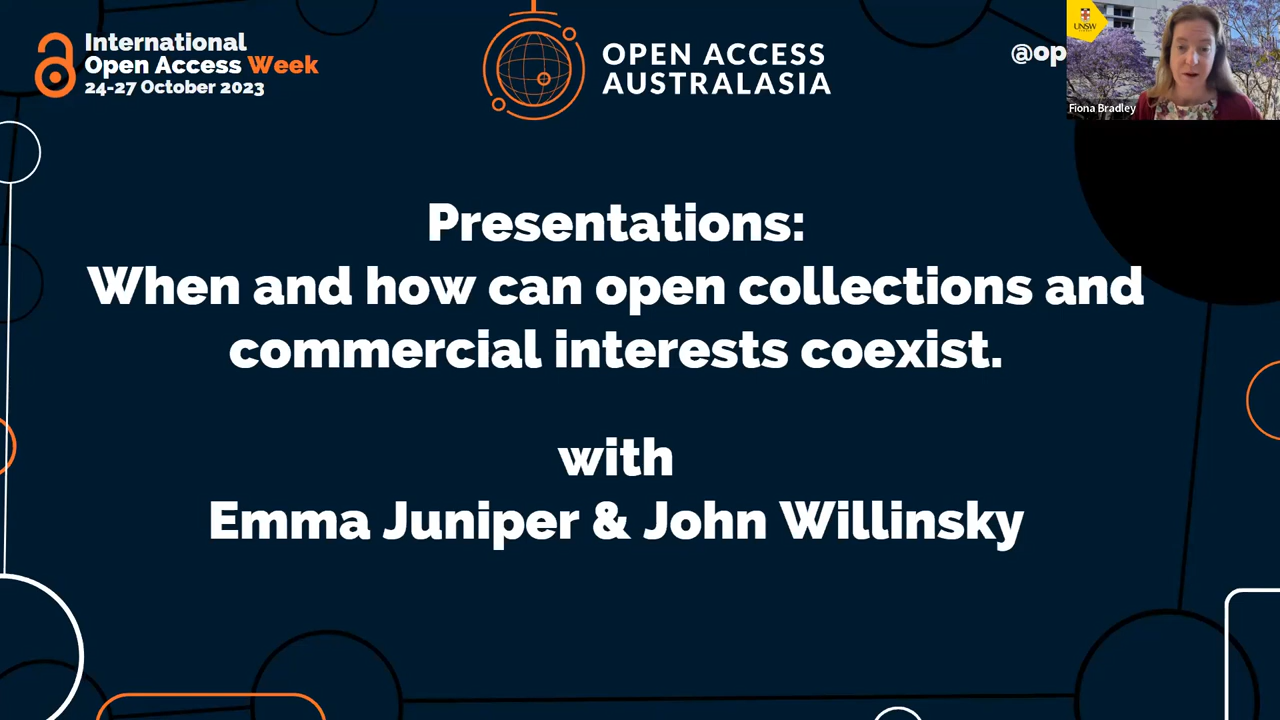 International
Open Access Week
24-27 October 2023
OPEN ACCESS
AUSTRALASIA
@op
UNSW
Fiona Bradley
Presentations:
When and how can open collections and
commercial interests coexist.
with
Emma Juniper & John Willinsky